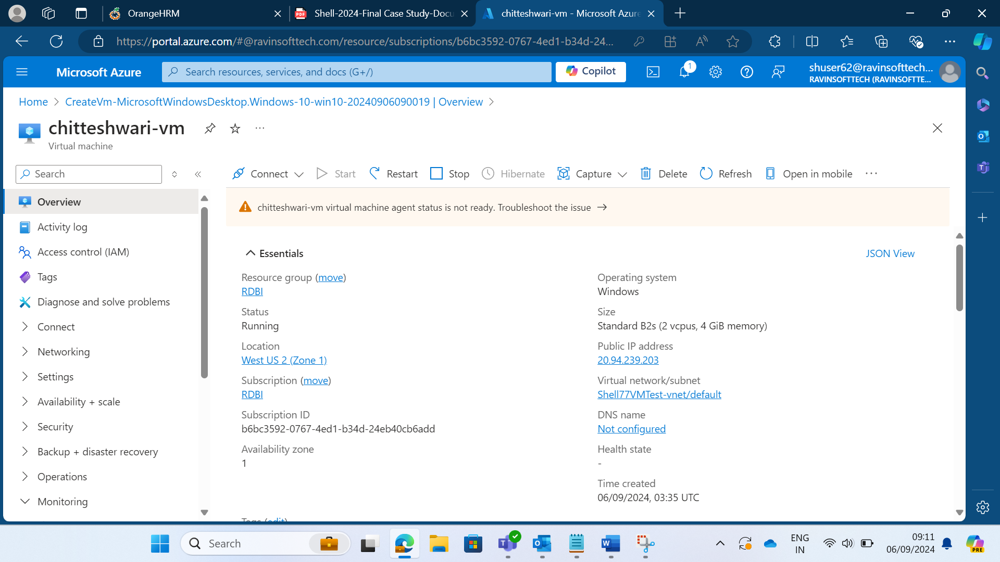 OrangeHRM
Shell-2024-Final Case Study-Docu
chitteshwari-vm - Microsoft Azure
https://portal.azure.com/#@ravinsofttech.com/resource/subscriptions/b6bc3592-0767-4ed1-b34d-24...
Microsoft Azure
Search resources, services, and docs (G+/)
Copilot
1
shuser62@ravinsofttech...
RAVINSOFTTECH (RAVINSOFTTE...
Home > CreateVm-MicrosoftWindowsDesktop.Windows-10-win10-20240906090019 | Overview >
chitteshwari-vm
Virtual machine
Search
Connect
Start
Restart
Stop
Hibernate
Capture
Delete
Refresh
Open in mobile
Overview
Activity log
Access control (IAM)
Tags
Diagnose and solve problems
Connect
Networking
Settings
Availability + scale
Security
Backup + disaster recovery
Operations
Monitoring
chitteshwari-vm virtual machine agent status is not ready. Troubleshoot the issue →
Essentials
JSON View
Resource group (move)
RDBI
Status
Running
Location
West US 2 (Zone 1)
Subscription (move)
RDBI
Subscription ID
b6bc3592-0767-4ed1-b34d-24eb40cb6add
Availability zone
1
Operating system
Windows
Size
Standard B2s (2 vcpus, 4 GiB memory)
Public IP address
20.94.239.203
Virtual network/subnet
Shell77VMTest-vnet/default
DNS name
Not configured
Health state
-
Time created
06/09/2024, 03:35 UTC
Tags (edit)
Search
ENG
IN
09:11
06/09/2024
PRE